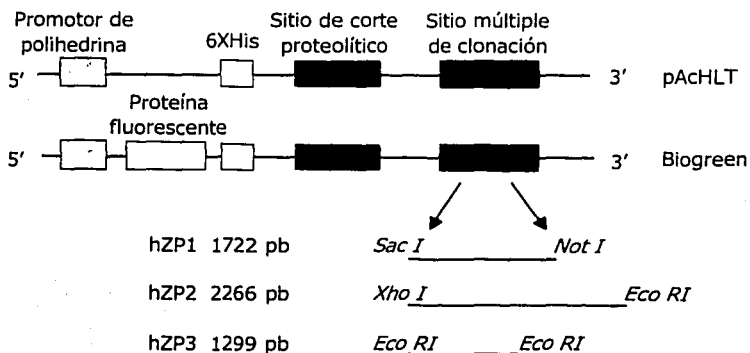 Promotor de polihedrina
6XHis
Sitio de corte proteolítico
Sitio múltiple de clonación
5' 3' pAcHLT
Proteína fluorescente
5' 3' Biogreen
hZP1 1722 pb Sac I Not I
hZP2 2266 pb Xho I Eco RI
hZP3 1299 pb Eco RI Eco RI